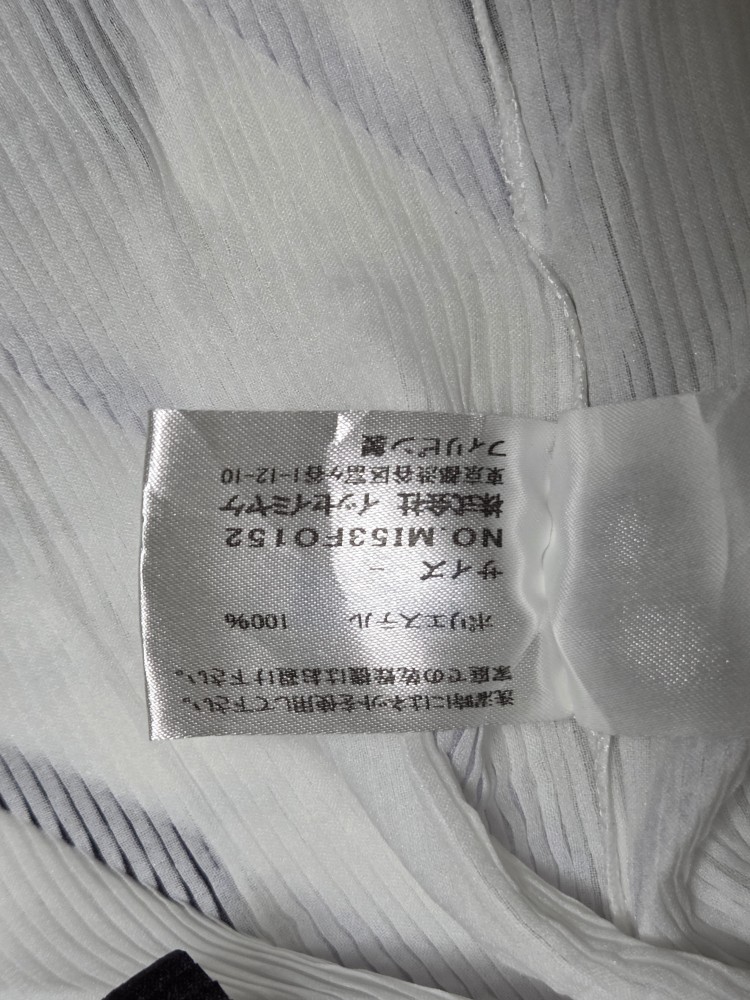 洗濯時にはネットを使用して下さい。
家庭での乾燥機はお避け下さい。
ポリエステル 100%
サイズ -
NO.MI53FO152
株式会社 イッセイミヤケ
東京都渋谷区富ヶ谷1-12-10
フィリピン製